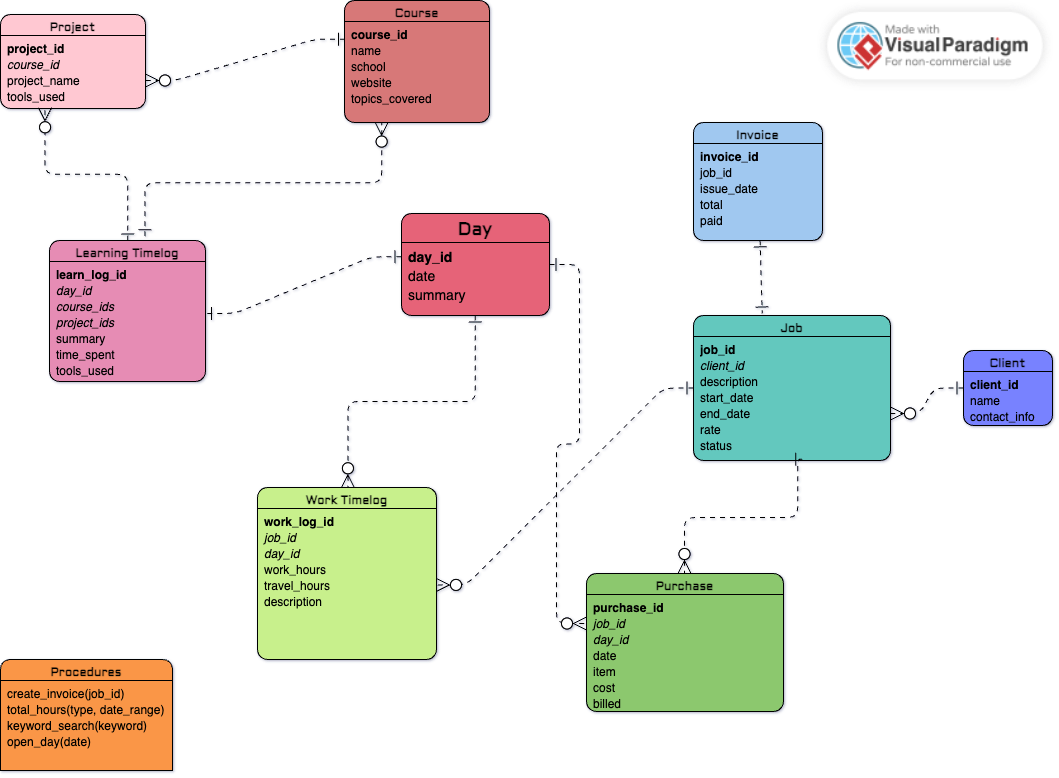 Project
project_id
course_id
project_name
tools_used
Course
course_id
name
school
website
topics_covered
Made with
VisualParadigm
For non-commercial use
Invoice
invoice_id
job_id
issue_date
total
paid
Learning Timelog
learn_log_id
day_id
course_ids
project_ids
summary
time_spent
tools_used
Day
day_id
date
summary
Job
job_id
client_id
description
start_date
end_date
rate
status
Client
client_id
name
contact_info
Work Timelog
work_log_id
job_id
day_id
work_hours
travel_hours
description
Purchase
purchase_id
job_id
day_id
date
item
cost
billed
Procedures
create_invoice(job_id)
total_hours(type, date_range)
keyword_search(keyword)
open_day(date)